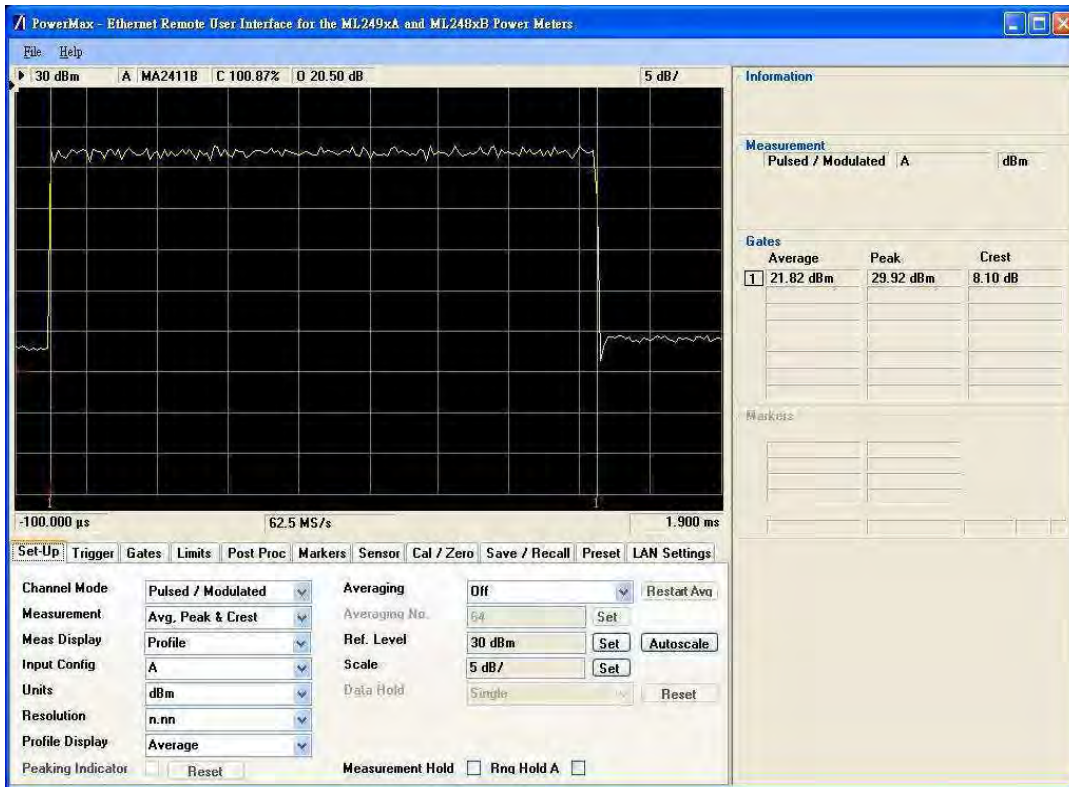 PowerMax - Ethernet Remote User Interface for the ML249xA and ML248xB Power Meters
File Help
30 dBm A MA2411B C 100.87% O 20.50 dB 5 dB/
1 1
-100.000 µs 62.5 MS/s 1.900 ms
Information
Measurement
Pulsed / Modulated A dBm
Gates
Average Peak Crest
1 21.82 dBm 29.92 dBm 8.10 dB
Markers
Set-Up Trigger Gates Limits Post Proc Markers Sensor Cal / Zero Save / Recall Preset LAN Settings
Channel Mode Pulsed / Modulated Averaging Off Restart Avg
Measurement Avg, Peak & Crest Averaging No. 64 Set
Meas Display Profile Ref. Level 30 dBm Set Autoscale
Input Config A Scale 5 dB/ Set
Units dBm Data Hold Single Reset
Resolution n.nn
Profile Display Average
Peaking Indicator Reset Measurement Hold Rng Hold A